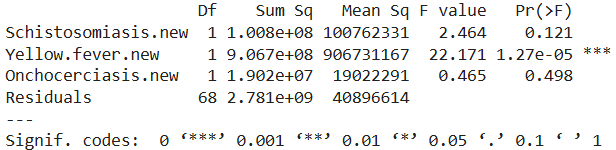 Df Sum Sq Mean Sq F value Pr(>F)
Schistosomiasis.new 1 1.008e+08 100762331 2.464 0.121
Yellow.fever.new 1 9.067e+08 906731167 22.171 1.27e-05 ***
Onchocerciasis.new 1 1.902e+07 19022291 0.465 0.498
Residuals 68 2.781e+09 40896614
---
Signif. codes: 0 ‘***’ 0.001 ‘**’ 0.01 ‘*’ 0.05 ‘.’ 0.1 ‘ ’ 1